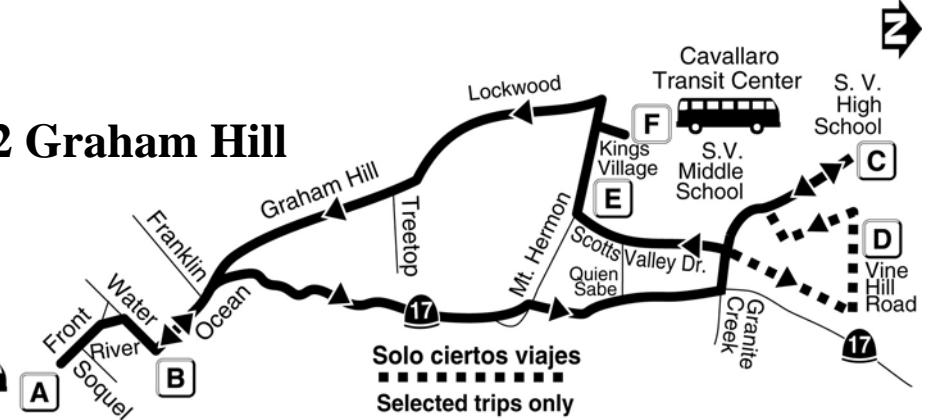 N
Cavallaro
Transit Center
S. V.
High
School
Lockwood
2 Graham Hill
F
Kings
Village
S.V.
Middle
School
C
Graham Hill
Treetop
E
D
Vine
Hill
Road
Franklin
Mt. Hermon
Scotts Valley Dr.
Quien
Sabe
Water
Ocean
17
Granite
Creek
17
Front
River
Soquel
A
B
Solo ciertos viajes
Selected trips only